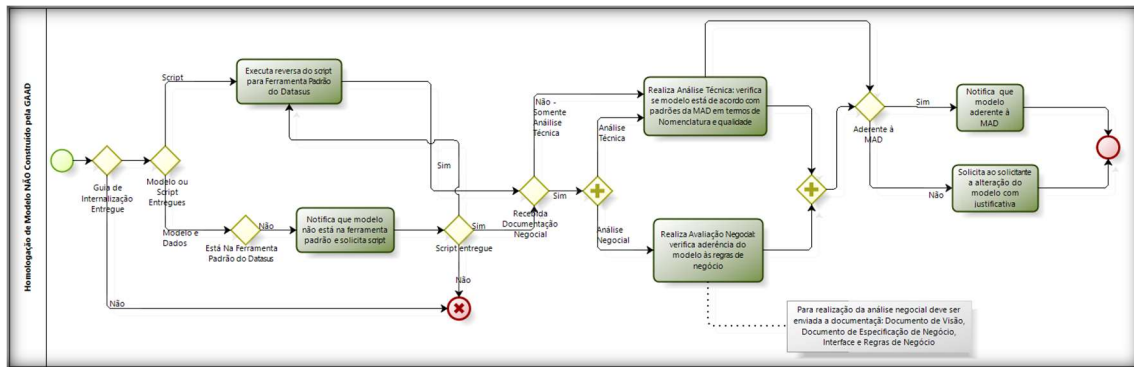 Homologação de Modelo NÃO Construído pela GAAD
Guia de
Internalização
Entregue
Não
Modelo ou
Script
Entregues
Script
Modelo e
Dados
Executa reversa do script
para Ferramenta Padrão
do Datasus
Está Na Ferramenta
Padrão do Datasus
Não
Notifica que modelo
não está na ferramenta
padrão e solicita script
Sim
Script entregue
Sim
Não
Recebida
Documentação
Negocial
Não -
Somente
Análise
Técnica
Sim
Análise
Técnica
Análise
Negocial
Realiza Análise Técnica: verifica
se modelo está de acordo com
padrões da MAD em termos de
Nomenclatura e qualidade
Realiza Avaliação Negocial:
verifica aderência do
modelo às regras de
negócio
Para realização da análise negocial deve ser
enviada a documentaçã: Documento de Visão,
Documento de Especificação de Negócio,
Interface e Regras de Negócio
Aderente à
MAD
Sim
Não
Notifica que
modelo
aderente à
MAD
Solicita ao solicitante
a alteração do
modelo com
justificativa